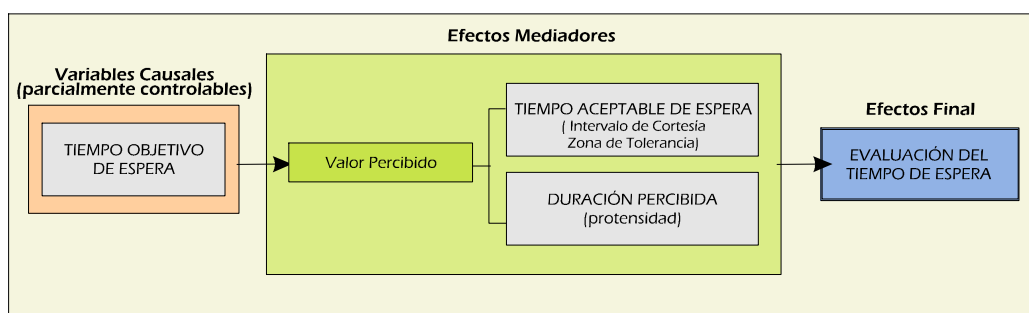 Efectos Mediadores
Variables Causales
(parcialmente controlables)
TIEMPO OBJETIVO
DE ESPERA
Valor Percibido
TIEMPO ACEPTABLE DE ESPERA
( Intervalo de Cortesía
Zona de Tolerancia)
DURACIÓN PERCIBIDA
(protensidad)
Efectos Final
EVALUACIÓN DEL
TIEMPO DE ESPERA